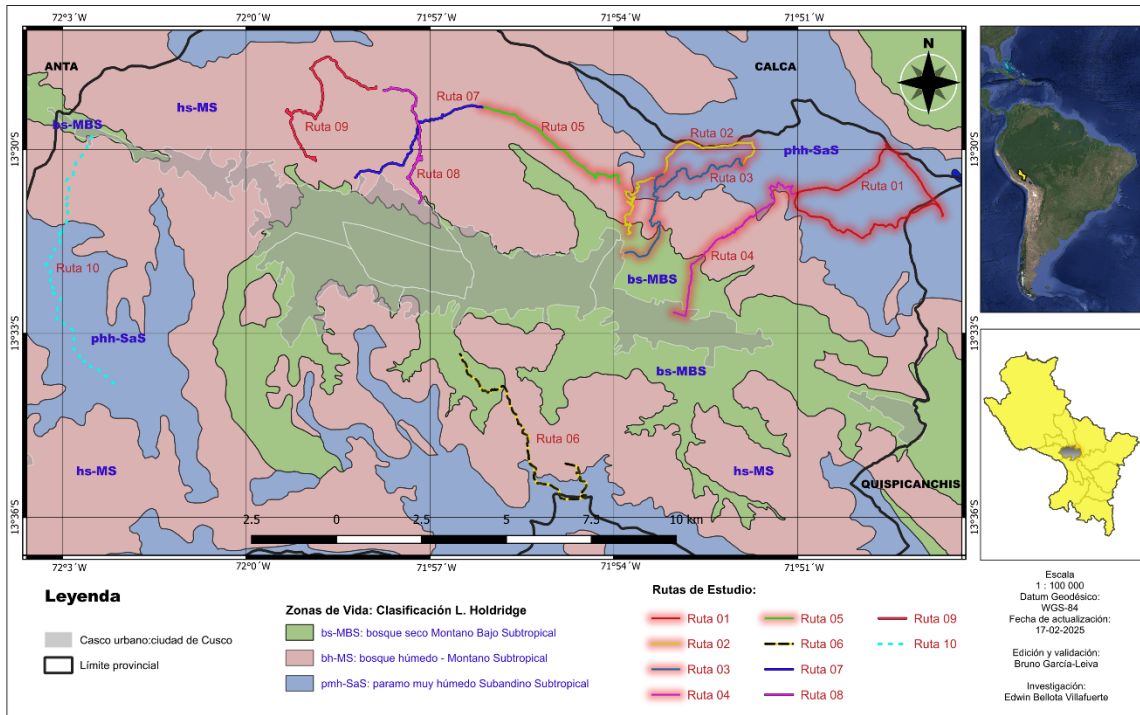 72°3´W
72°0´W
71°57´W
71°54´W
71°51´W
ANTA
CALCA
N
hs-MS
Ruta 07
bs-MBS
Ruta 09
Ruta 05
Ruta 02
phh-SaS
13°30´S
13°30´S
Ruta 08
Ruta 03
Ruta 01
Ruta 10
Ruta 04
bs-MBS
phh-SaS
13°33´S
13°33´S
bs-MBS
Ruta 06
hs-MS
hs-MS
QUISPICANCHIS
13°36´S
13°36´S
2.5 0 2.5 5 7.5 10 km
72°3´W
72°0´W
71°57´W
71°54´W
71°51´W
Leyenda
Casco urbano:ciudad de Cusco
Límite provincial
Zonas de Vida: Clasificación L. Holdridge
bs-MBS: bosque seco Montano Bajo Subtropical
bh-MS: bosque húmedo - Montano Subtropical
pmh-SaS: paramo muy húmedo Subandino Subtropical
Rutas de Estudio:
Ruta 01
Ruta 02
Ruta 03
Ruta 04
Ruta 05
Ruta 06
Ruta 07
Ruta 08
Ruta 09
Ruta 10
Escala
1 : 100 000
Datum Geodésico:
WGS-84
Fecha de actualización:
17-02-2025
Edición y validación:
Bruno García-Leiva
Investigación:
Edwin Bellota Villafuerte